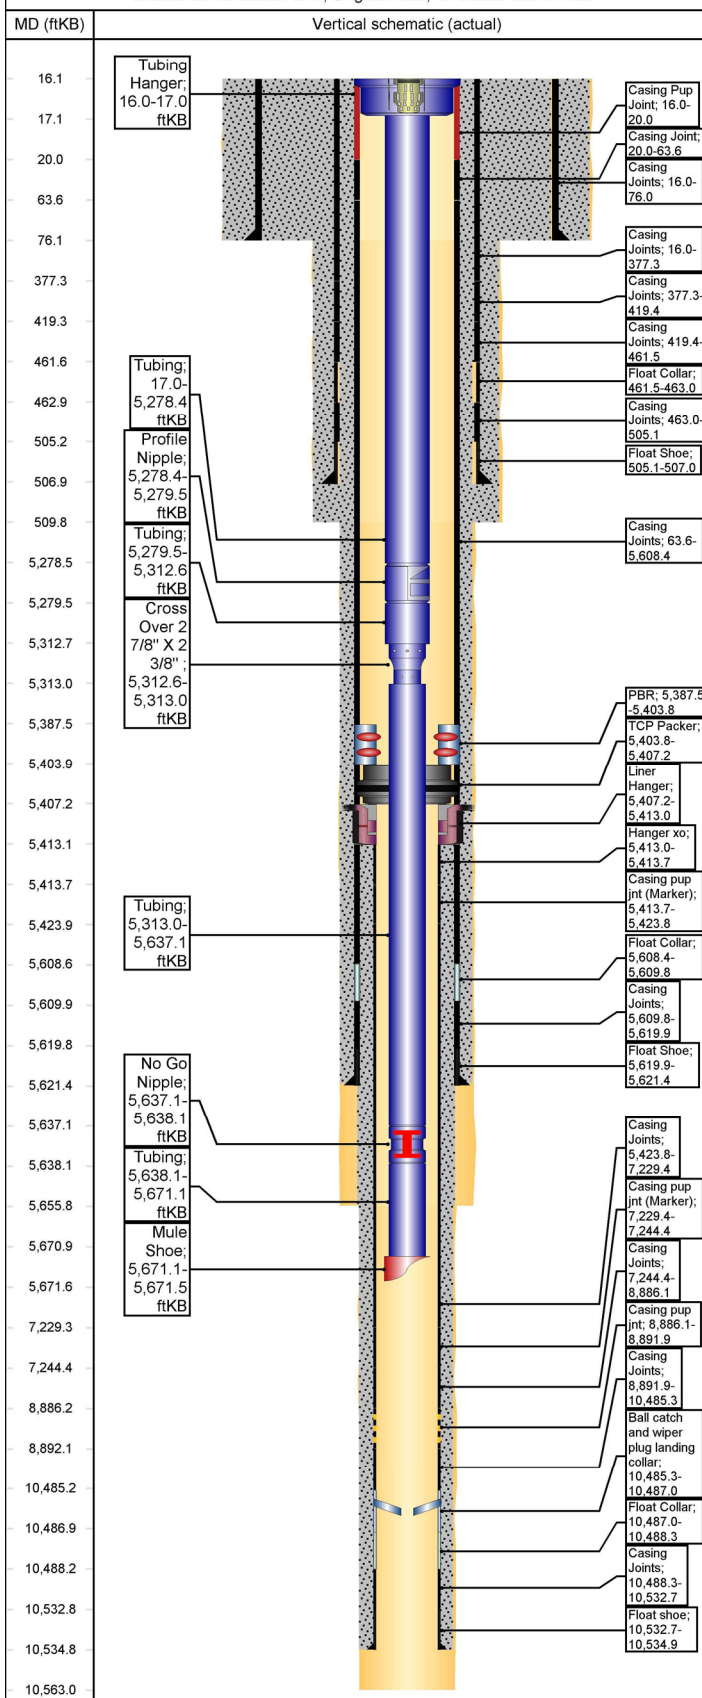 MD (ftKB)
Vertical schematic (actual)
16.1
17.1
20.0
63.6
76.1
377.3
419.3
461.6
462.9
505.2
506.9
509.8
5,278.5
5,279.5
5,312.7
5,313.0
5,387.5
5,403.9
5,407.2
5,413.1
5,413.7
5,423.9
5,608.6
5,609.9
5,619.8
5,621.4
5,637.1
5,638.1
5,655.8
5,670.9
5,671.6
7,229.3
7,244.4
8,886.2
8,892.1
10,485.2
10,486.9
10,488.2
10,532.8
10,534.8
10,563.0
Tubing
Hanger;
16.0-17.0
ftKB
Tubing;
17.0-
5,278.4
ftKB
Profile
Nipple;
5,278.4-
5,279.5
ftKB
Tubing;
5,279.5-
5,312.6
ftKB
Cross
Over 2
7/8" X 2
3/8" ;
5,312.6-
5,313.0
ftKB
Tubing;
5,313.0-
5,637.1
ftKB
No Go
Nipple;
5,637.1-
5,638.1
ftKB
Tubing;
5,638.1-
5,671.1
ftKB
Mule
Shoe;
5,671.1-
5,671.5
ftKB
Casing Pup
Joint; 16.0-
20.0
Casing Joint;
20.0-63.6
Casing
Joints; 16.0-
76.0
Casing
Joints; 16.0-
377.3
Casing
Joints; 377.3-
419.4
Casing
Joints; 419.4-
461.5
Float Collar;
461.5-463.0
Casing
Joints; 463.0-
505.1
Float Shoe;
505.1-507.0
Casing
Joints; 63.6-
5,608.4
PBR; 5,387.5
-5,403.8
TCP Packer;
5,403.8-
5,407.2
Liner
Hanger;
5,407.2-
5,413.0
Hanger xo;
5,413.0-
5,413.7
Casing pup
jnt (Marker);
5,413.7-
5,423.8
Float Collar;
5,608.4-
5,609.8
Casing
Joints;
5,609.8-
5,619.9
Float Shoe;
5,619.9-
5,621.4
Casing
Joints;
5,423.8-
7,229.4
Casing pup
jnt (Marker);
7,229.4-
7,244.4
Casing
Joints;
7,244.4-
8,886.1
Casing pup
jnt; 8,886.1-
8,891.9
Casing
Joints;
8,891.9-
10,485.3
Ball catch
and wiper
plug landing
collar;
10,485.3-
10,487.0
Float Collar;
10,487.0-
10,488.3
Casing
Joints;
10,488.3-
10,532.7
Float shoe;
10,532.7-
10,534.9